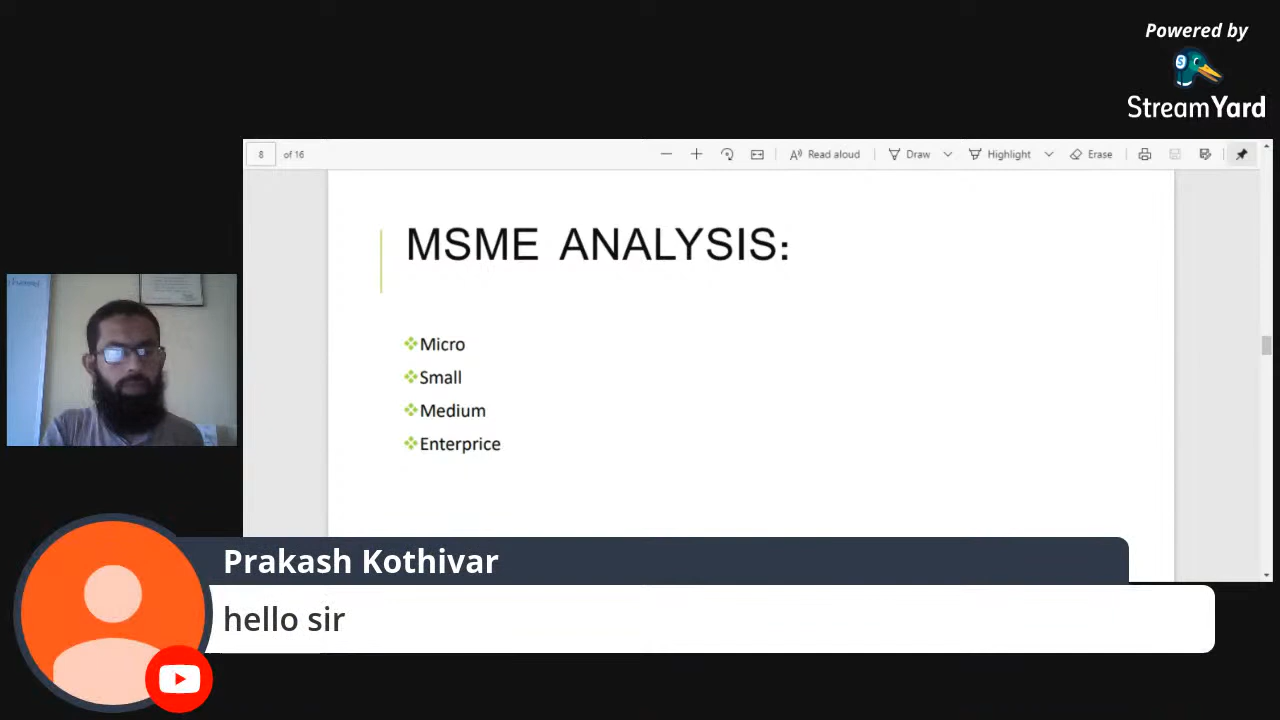 Powered by
StreamYard
8 of 16
Read aloud
Draw
Highlight
Erase
MSME ANALYSIS:
Micro
Small
Medium
Enterprice
Prakash Kothivar
hello sir